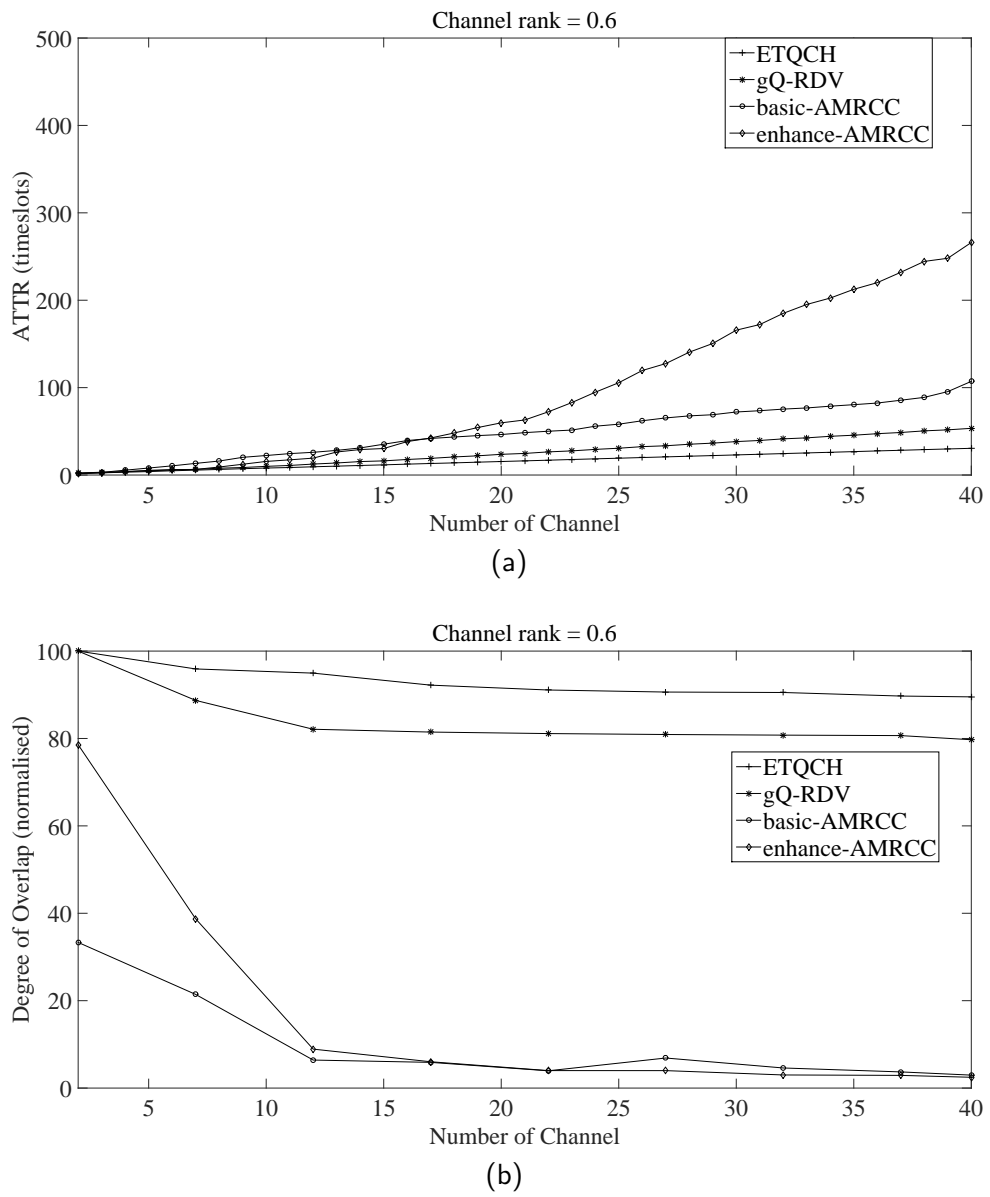 Channel rank = 0.6
500
400
300
200
100
0
ATTR (timeslots)
ETQCH
gQ-RDV
basic-AMRCC
enhance-AMRCC
5 10 15 20 25 30 35 40
Number of Channel
(a)
Channel rank = 0.6
100
80
60
40
20
0
Degree of Overlap (normalised)
ETQCH
gQ-RDV
basic-AMRCC
enhance-AMRCC
5 10 15 20 25 30 35 40
Number of Channel
(b)